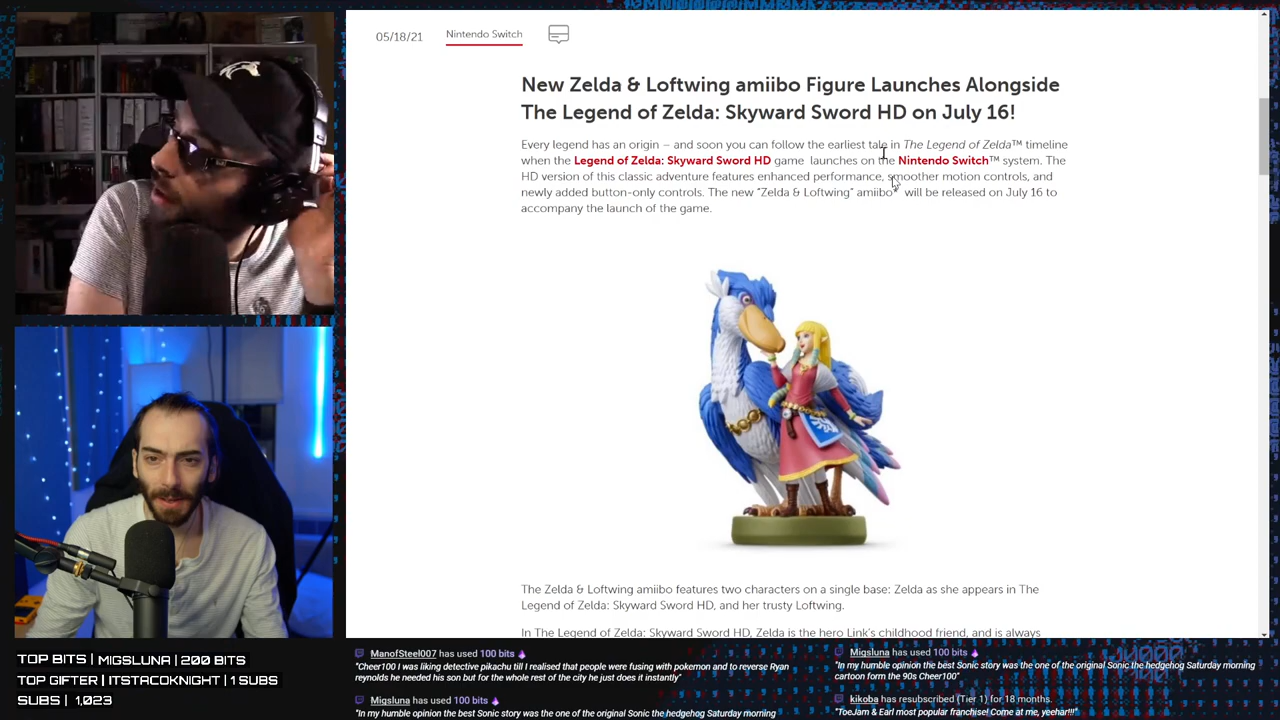 05/18/21 Nintendo Switch
New Zelda & Loftwing amiibo Figure Launches Alongside
The Legend of Zelda: Skyward Sword HD on July 16!
Every legend has an origin – and soon you can follow the earliest tale in The Legend of Zelda™ timeline
when the Legend of Zelda: Skyward Sword HD game launches on the Nintendo Switch™ system. The
HD version of this classic adventure features enhanced performance, smoother motion controls, and
newly added button-only controls. The new "Zelda & Loftwing" amiibo* will be released on July 16 to
accompany the launch of the game.
The Zelda & Loftwing amiibo features two characters on a single base: Zelda as she appears in The
Legend of Zelda: Skyward Sword HD, and her trusty Loftwing.
In The Legend of Zelda: Skyward Sword HD, Zelda is the hero Link's childhood friend, and is always
TOP BITS | MIGSLUNA | 200 BITS
TOP GIFTER | ITSTACOKNIGHT | 1 SUBS
SUBS | 1,023
ManofSteel007 has used 100 bits
"Cheer100 I was liking detective pikachu till I realised that people were fusing with pokemon and to reverse Ryan
reynolds he needed his son but for the whole rest of the city he just does it instantly"
Migsluna has used 100 bits
"In my humble opinion the best Sonic story was the one of the original Sonic the hedgehog Saturday morning
Migsluna has used 100 bits
"In my humble opinion the best Sonic story was the one of the original Sonic the hedgehog Saturday morning
cartoon form the 90s Cheer100"
kikoba has resubscribed (Tier 1) for 18 months.
"ToeJam & Earl most popular franchise! Come at me, yeehar!!!"